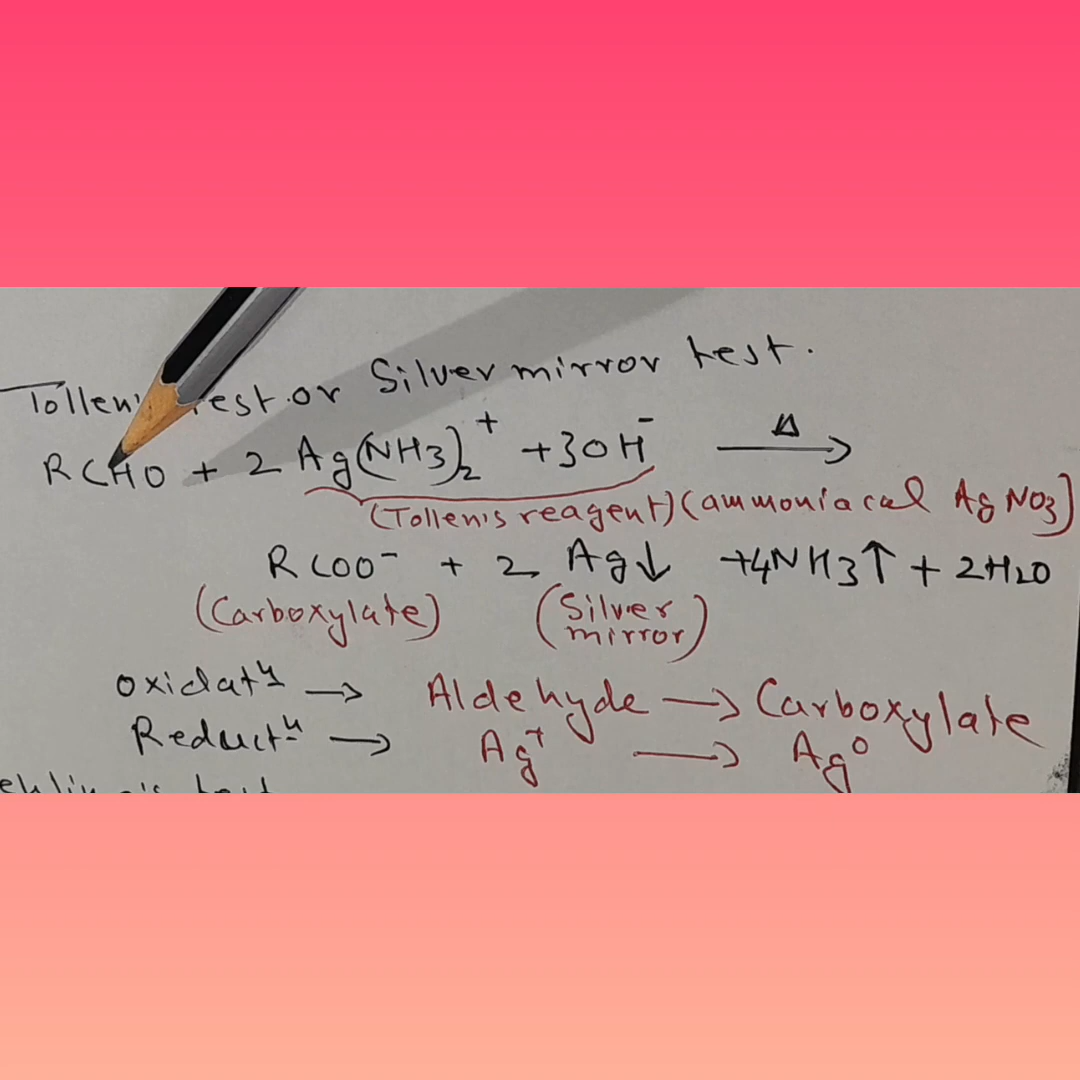 Tollen's Test or Silver mirror test.
RCHO + 2 Ag(NH3)2+ + 3OH- Δ →
(Tollen's reagent) (ammoniacal AgNO3]
RCOO- + 2 Ag↓ +4NH3↑ + 2H2O
(Carboxylate) (Silver mirror)
oxidatn → Aldehyde → Carboxylate
Reductn → Ag+ → Ag0